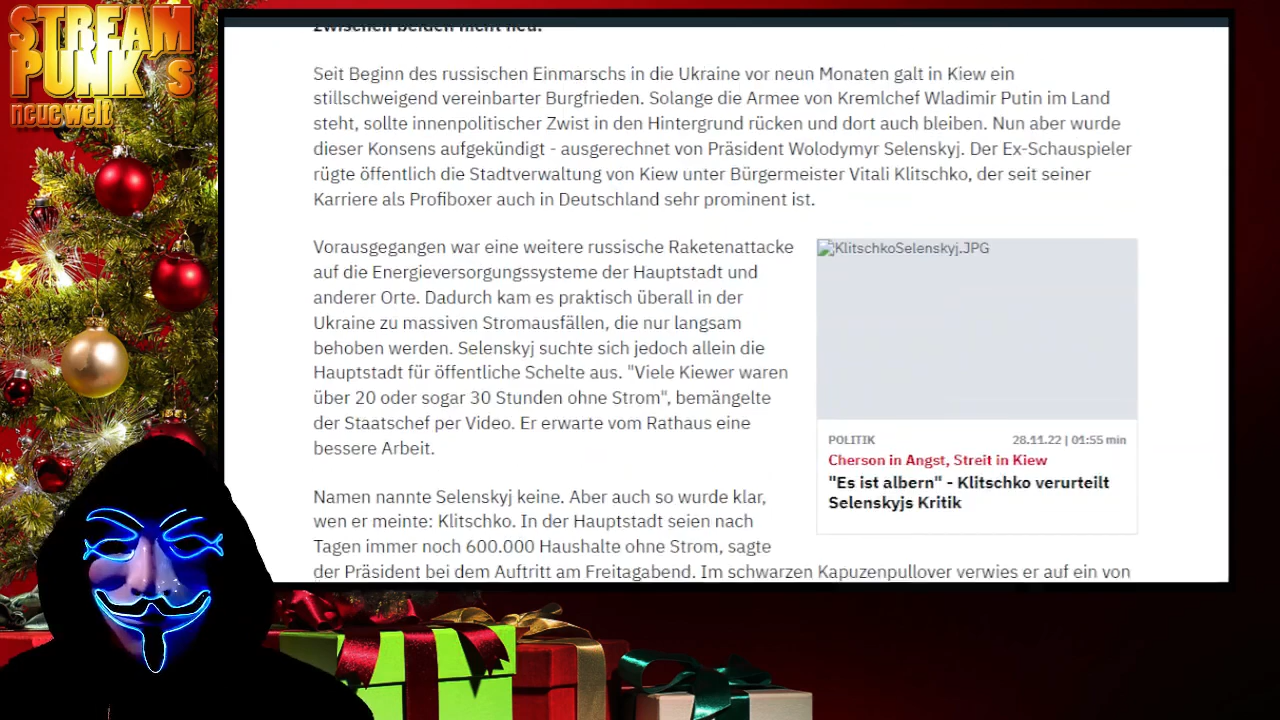 STREAM
PUNK´s
neue welt
zwischen beiden nicht neu.
Seit Beginn des russischen Einmarschs in die Ukraine vor neun Monaten galt in Kiew ein
stillschweigend vereinbarter Burgfrieden. Solange die Armee von Kremlchef Wladimir Putin im Land
steht, sollte innenpolitischer Zwist in den Hintergrund rücken und dort auch bleiben. Nun aber wurde
dieser Konsens aufgekündigt - ausgerechnet von Präsident Wolodymyr Selenskyj. Der Ex-Schauspieler
rügte öffentlich die Stadtverwaltung von Kiew unter Bürgermeister Vitali Klitschko, der seit seiner
Karriere als Profiboxer auch in Deutschland sehr prominent ist.
Vorausgegangen war eine weitere russische Raketenattacke
auf die Energieversorgungssysteme der Hauptstadt und
anderer Orte. Dadurch kam es praktisch überall in der
Ukraine zu massiven Stromausfällen, die nur langsam
behoben werden. Selenskyj suchte sich jedoch allein die
Hauptstadt für öffentliche Schelte aus. "Viele Kiewer waren
über 20 oder sogar 30 Stunden ohne Strom", bemängelte
der Staatschef per Video. Er erwarte vom Rathaus eine
bessere Arbeit.
KlitschkoSelenskyj.JPG
POLITIK 28.11.22 | 01:55 min
Cherson in Angst, Streit in Kiew
"Es ist albern" - Klitschko verurteilt
Selenskyjs Kritik
Namen nannte Selenskyj keine. Aber auch so wurde klar,
wen er meinte: Klitschko. In der Hauptstadt seien nach
Tagen immer noch 600.000 Haushalte ohne Strom, sagte
der Präsident bei dem Auftritt am Freitagabend. Im schwarzen Kapuzenpullover verwies er auf ein von